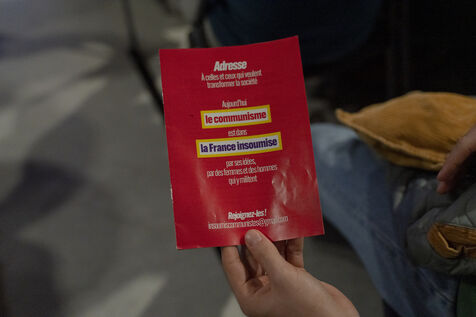 Adresse
À celles et ceux qui veulent
transformer la société
Aujourd'hui
le communisme
est dans
la France insoumise
par ses idées,
par des femmes et des hommes
qui y militent
Rejoignez-les !
insoumiscommunistes@gmail.com